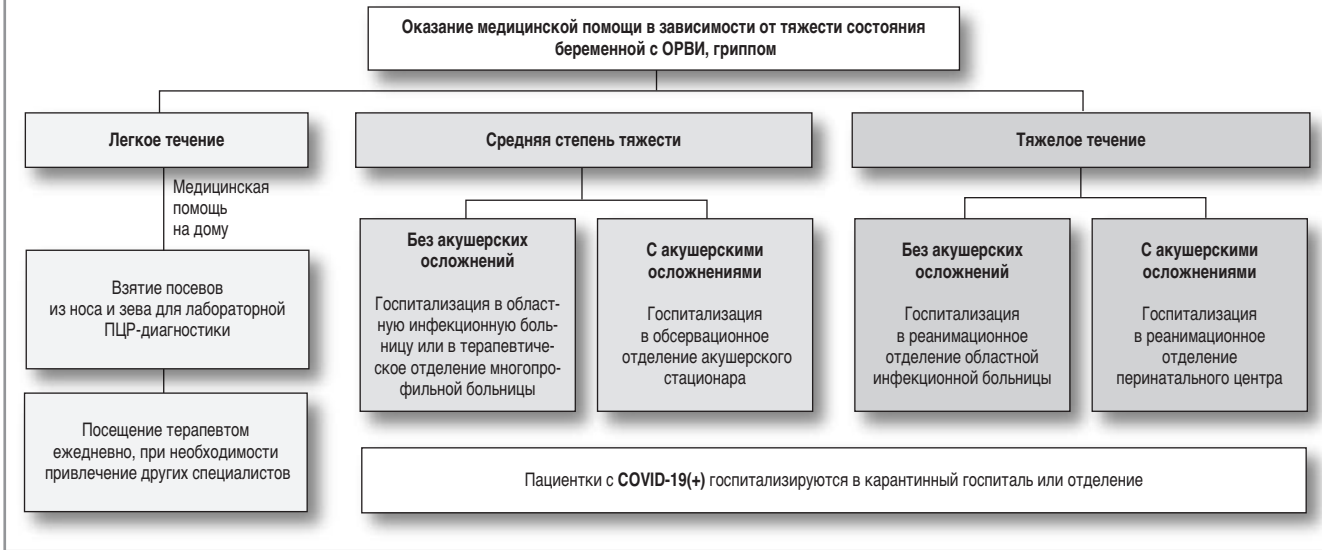 Оказание медицинской помощи в зависимости от тяжести состояния
беременной с ОРВИ, гриппом
Легкое течение
Медицинская
помощь
на дому
Взятие посевов
из носа и зева для лабораторной
ПЦР-диагностики
Посещение терапевтом
ежедневно, при необходимости
привлечение других специалистов
Средняя степень тяжести
Без акушерских
осложнений
Госпитализация в област-
ную инфекционную боль-
ницу или в терапевтиче-
ское отделение многопро-
фильной больницы
С акушерскими
осложнениями
Госпитализация
в обсервационное
отделение акушерского
стационара
Тяжелое течение
Без акушерских
осложнений
Госпитализация
в реанимационное
отделение областной
инфекционной больницы
С акушерскими
осложнениями
Госпитализация
в реанимационное
отделение
перинатального центра
Пациентки с COVID-19(+) госпитализируются в карантинный госпиталь или отделение